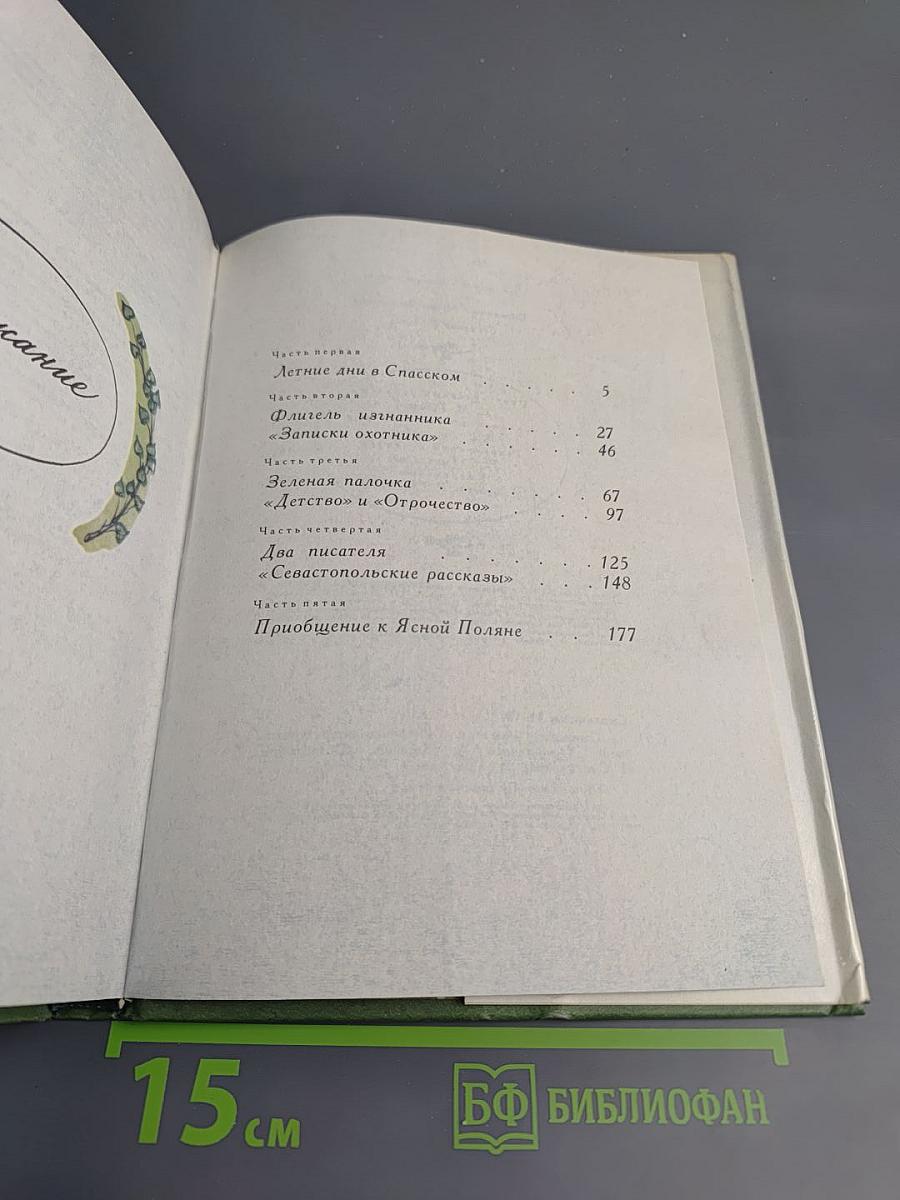 жание
Часть первая
Летние дни в Спасском . . . . . 5
Часть вторая
Флигель изгнанника . . . . . 27
«Записки охотника» . . . . . . 46
Часть третья
Зеленая палочка . . . . . . . 67
«Детство» и «Отрочество» . . . . 97
Часть четвертая
Два писателя . . . . . . . 125
«Севастопольские рассказы» . . . 148
Часть пятая
Приобщение к Ясной Поляне . . 177
15 см
БФ БИБЛИОФАН